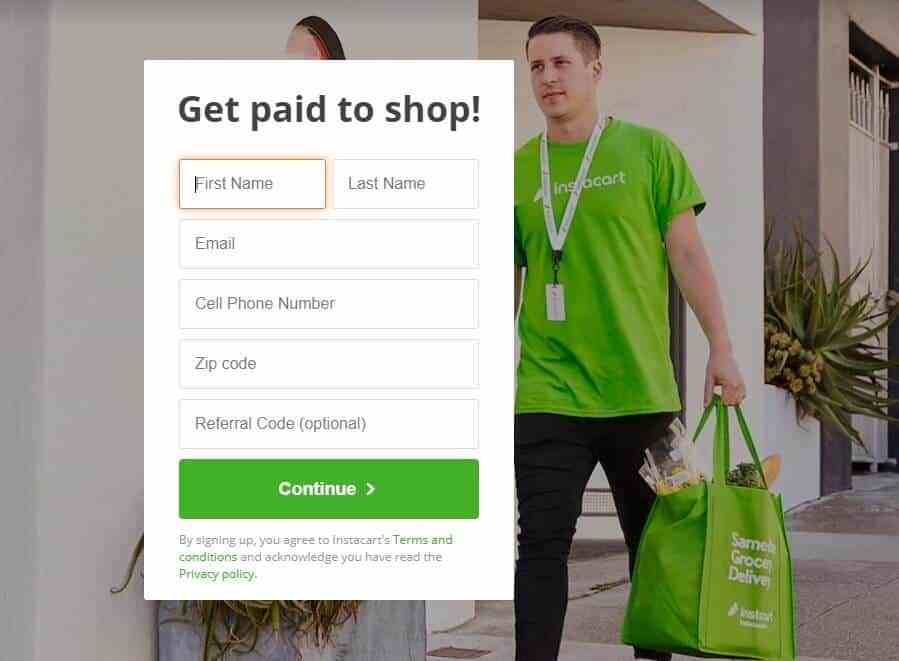 Get paid to shop!
First Name
Last Name
Email
Cell Phone Number
Zip code
Referral Code (optional)
Continue
By signing up, you agree to Instacart's Terms and
conditions and acknowledge you have read the
Privacy policy.
instacart
Grocery
Delivery
instacart